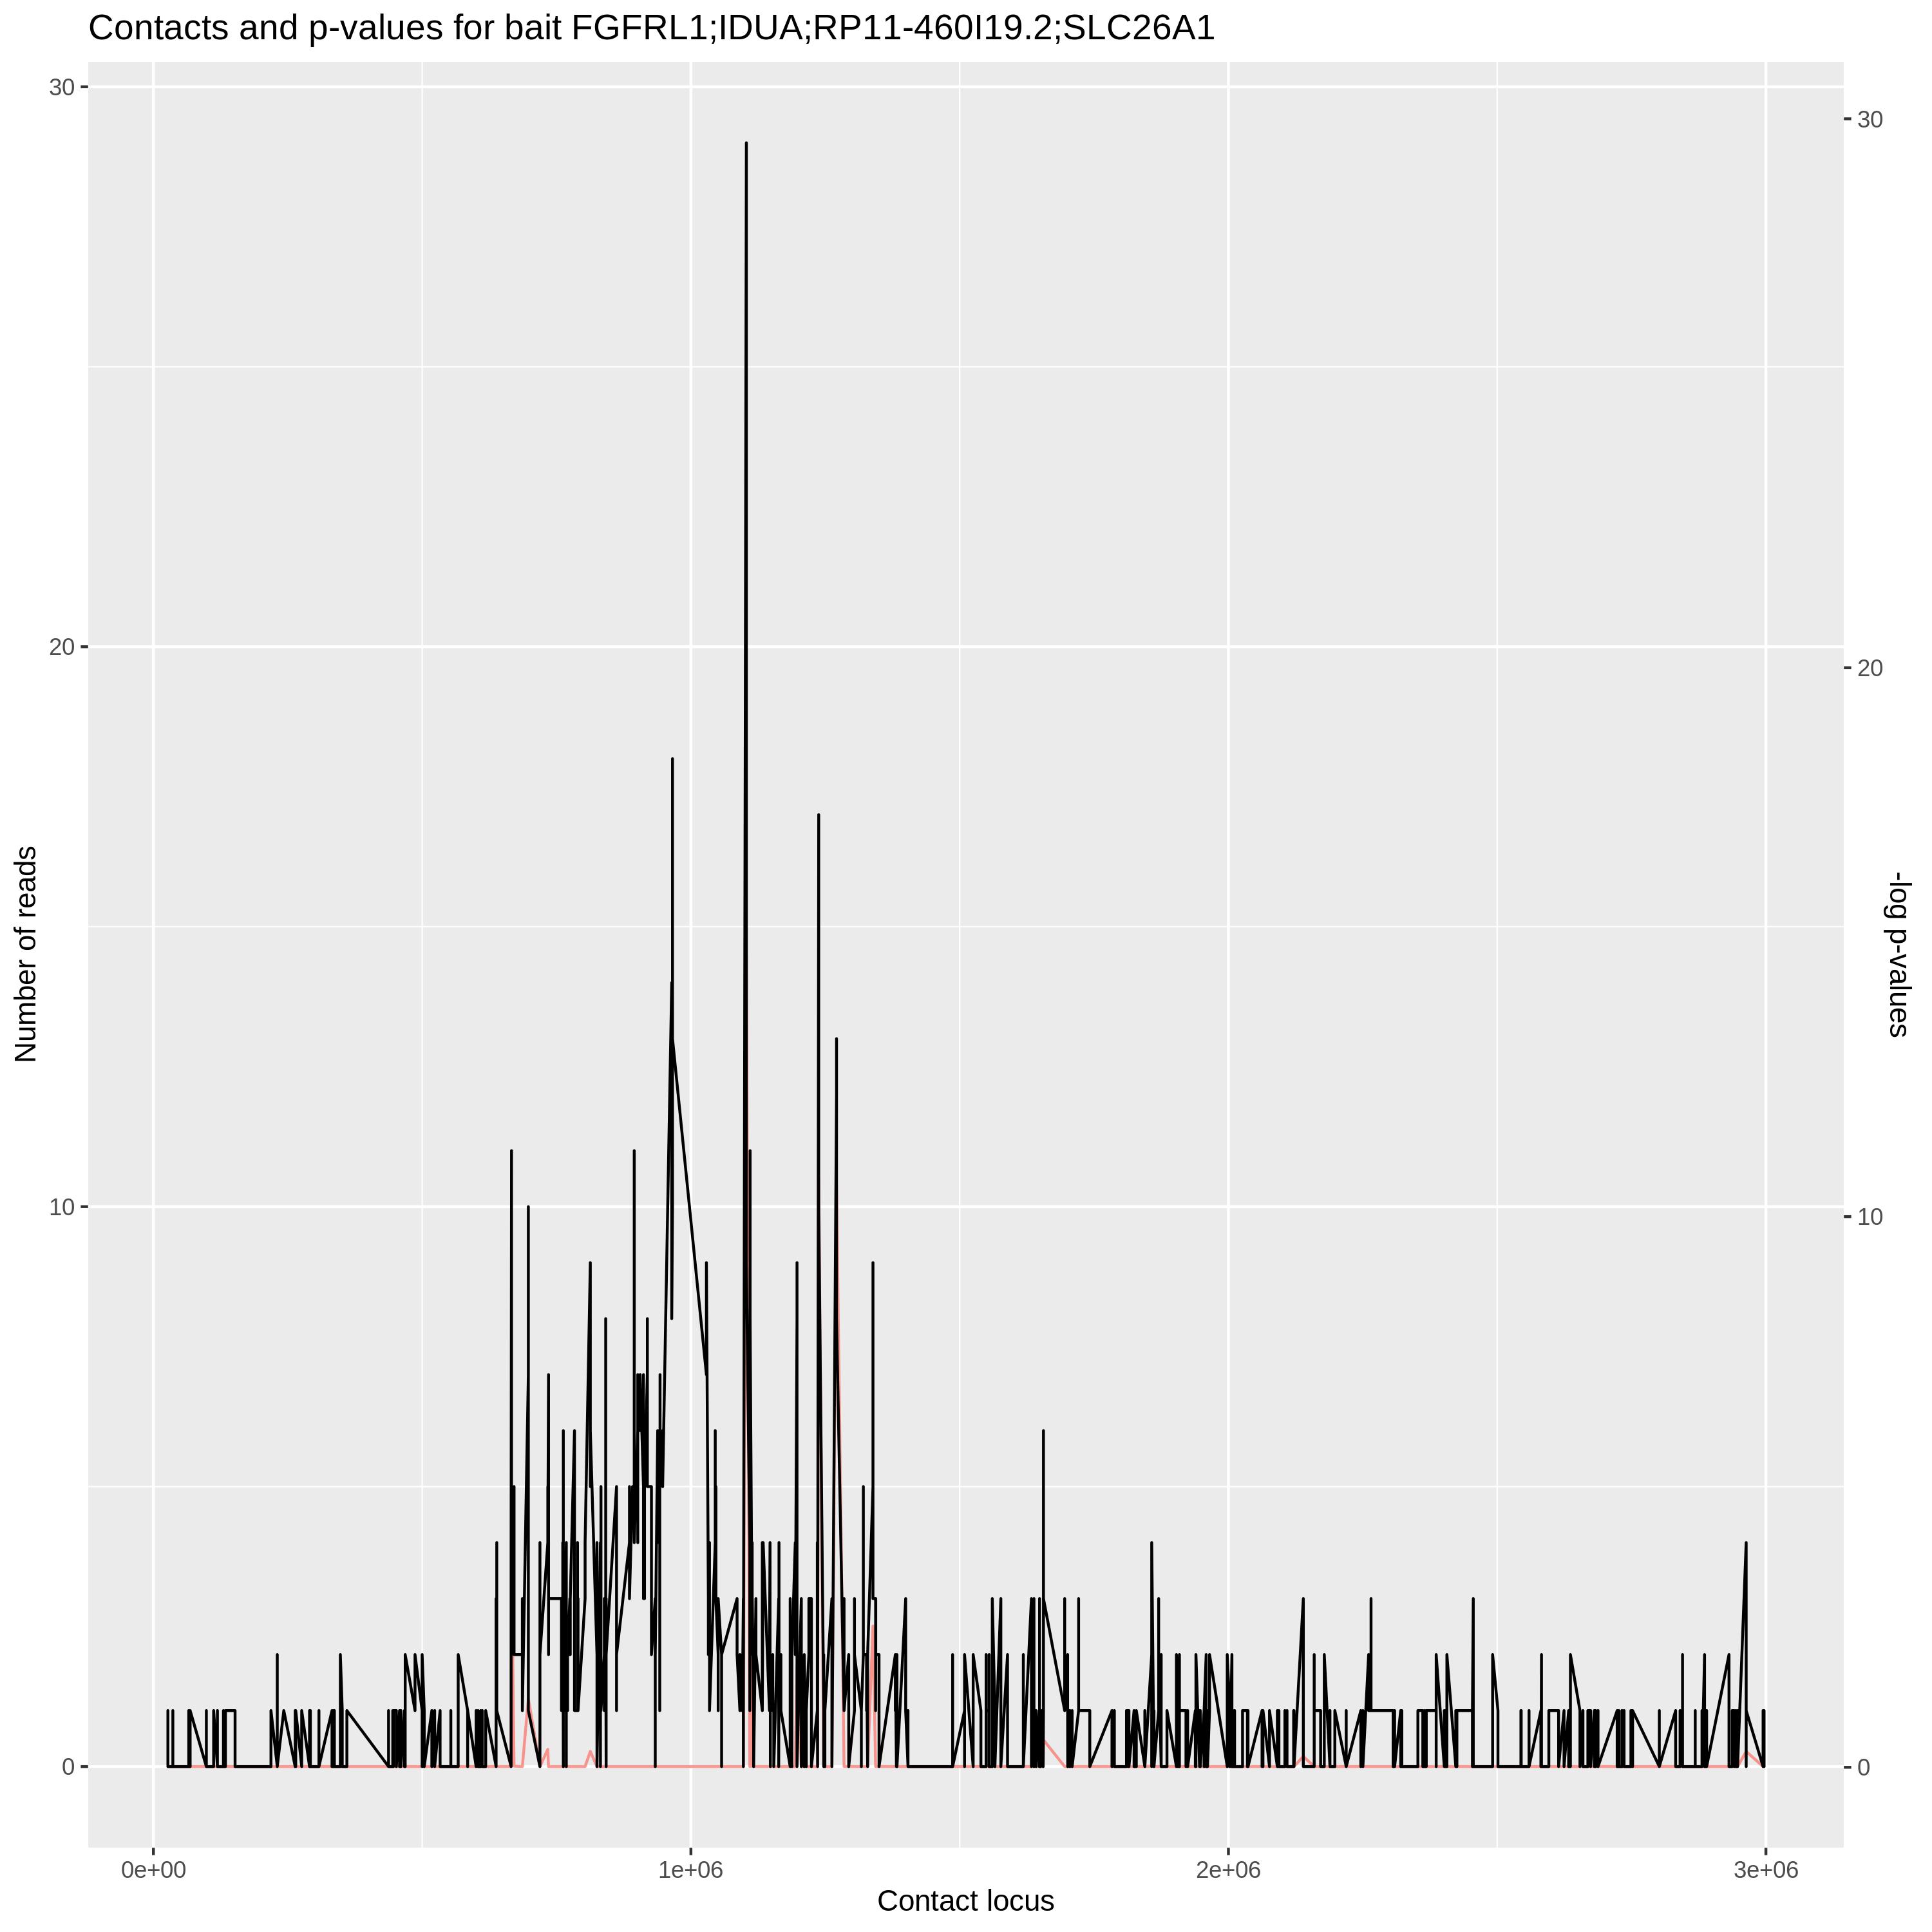 Contacts and p-values for bait FGFRL1;IDUA;RP11-460I19.2;SLC26A1
30
20
10
0
Number of reads
30
20
10
0
-log p-values
0e+00 1e+06 2e+06 3e+06
Contact locus